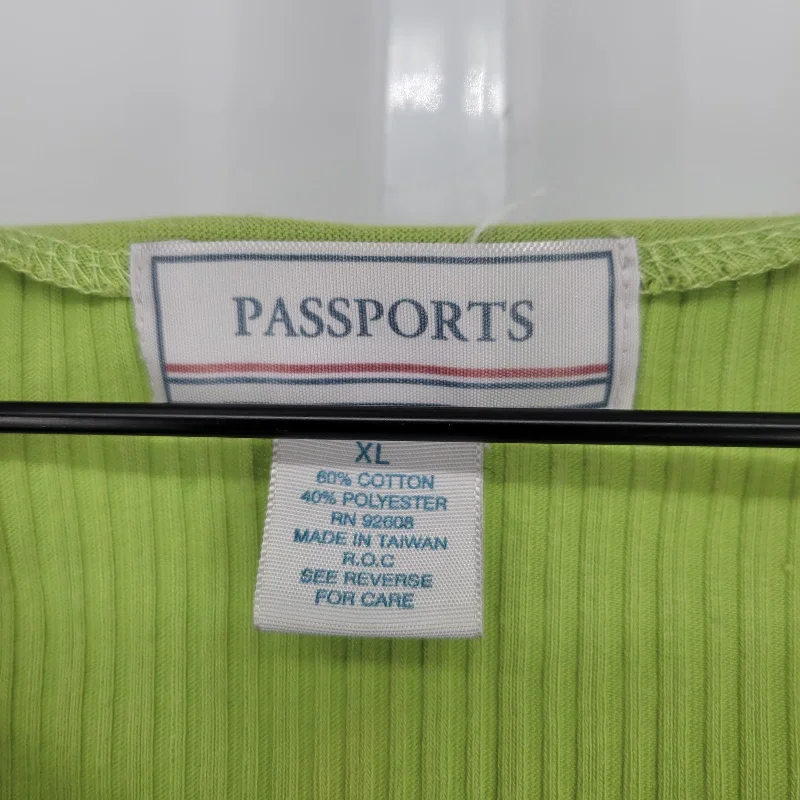 PASSPORTS
XL
60% COTTON
40% POLYESTER
RN 92608
MADE IN TAIWAN
R.O.C
SEE REVERSE
FOR CARE